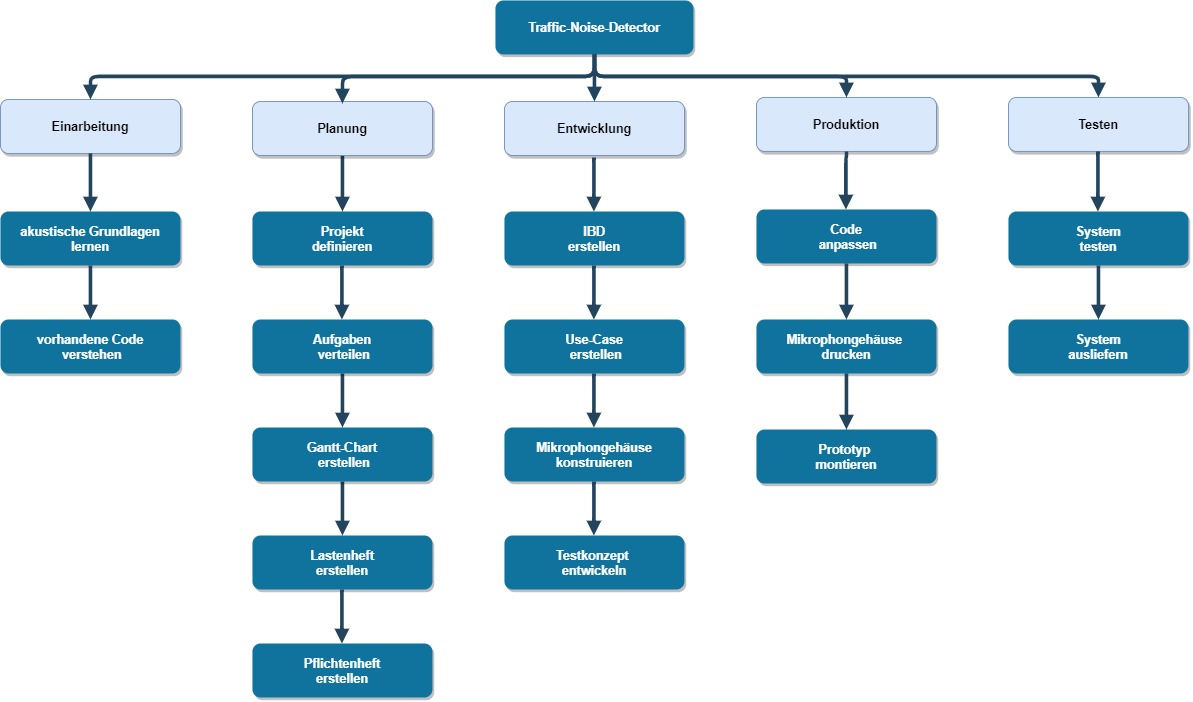 Traffic-Noise-Detector
Einarbeitung
Planung
Entwicklung
Produktion
Testen
akustische Grundlagen
lernen
vorhandene Code
verstehen
Projekt
definieren
Aufgaben
verteilen
Gantt-Chart
erstellen
Lastenheft
erstellen
Pflichtenheft
erstellen
IBD
erstellen
Use-Case
erstellen
Mikrophongehäuse
konstruieren
Testkonzept
entwickeln
Code
anpassen
Mikrophongehäuse
drucken
Prototyp
montieren
System
testen
System
ausliefern